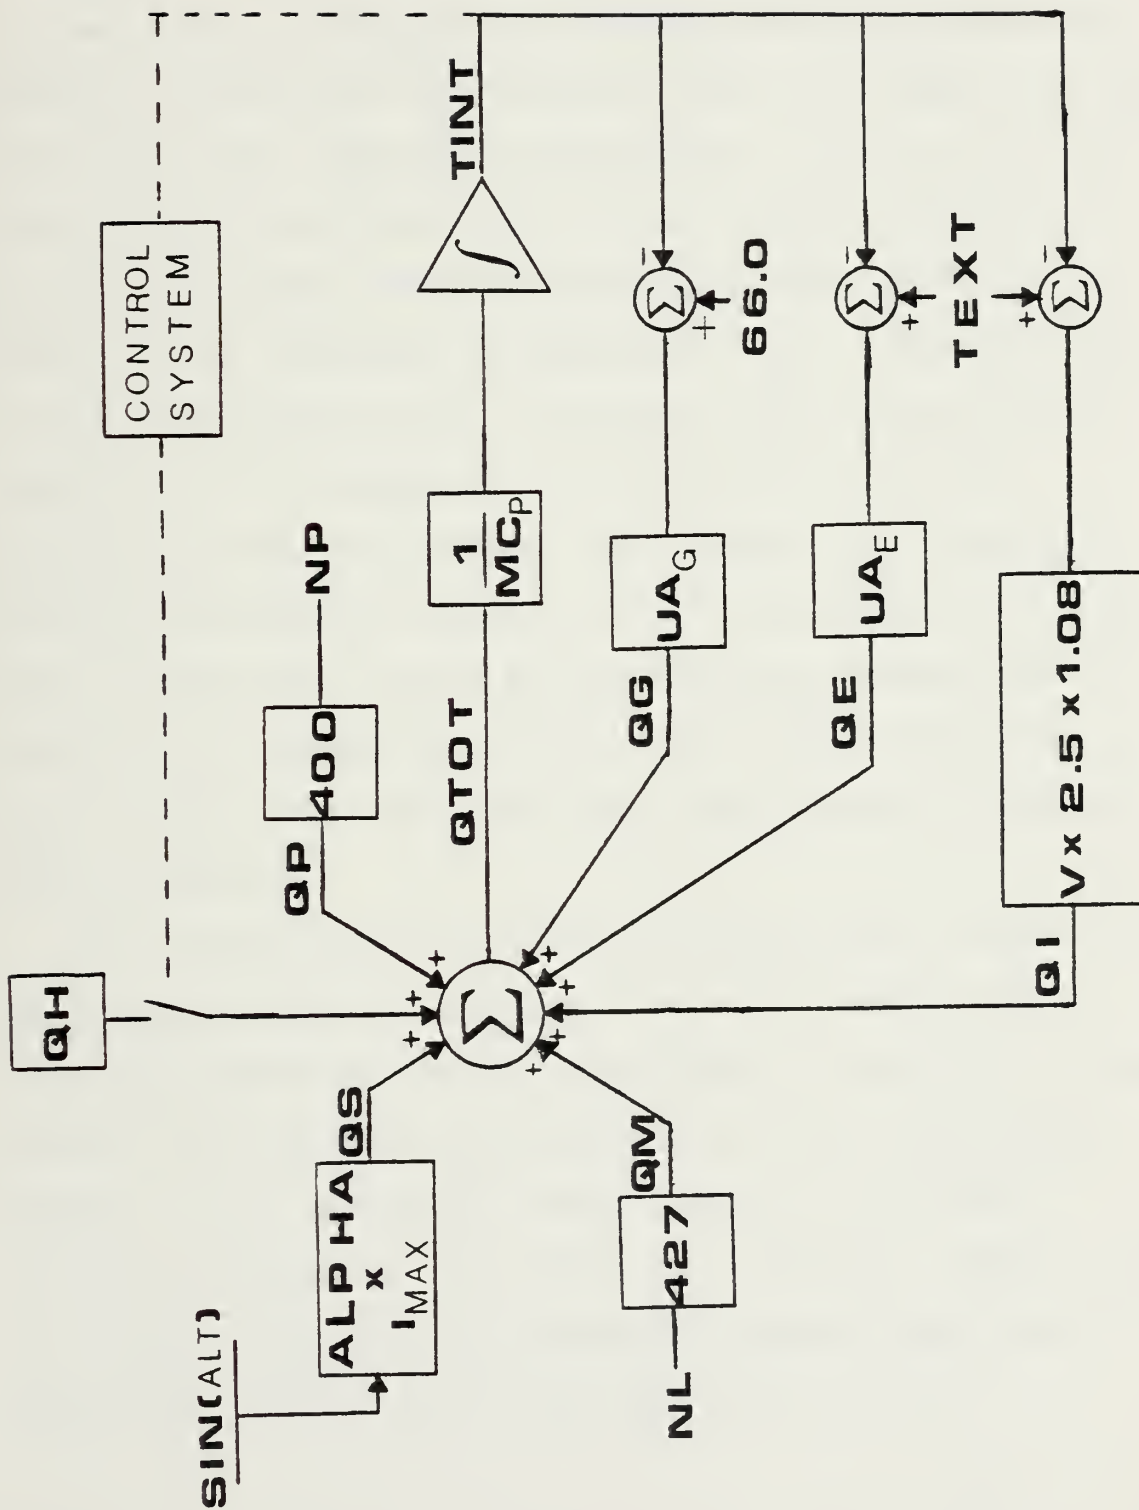 SIN(ALT)
ALPHA
x
I MAX
QS
QH
QP
400
NP
CONTROL
SYSTEM
NL
427
QM
Σ
+
+
+
+
+
+
+
QTOT
1
MCP
∫
TINT
QG
UAG
Σ
+
−
66.0
QE
UAE
Σ
+
−
TEXT
QI
V x 2.5 x 1.08
Σ
+
−